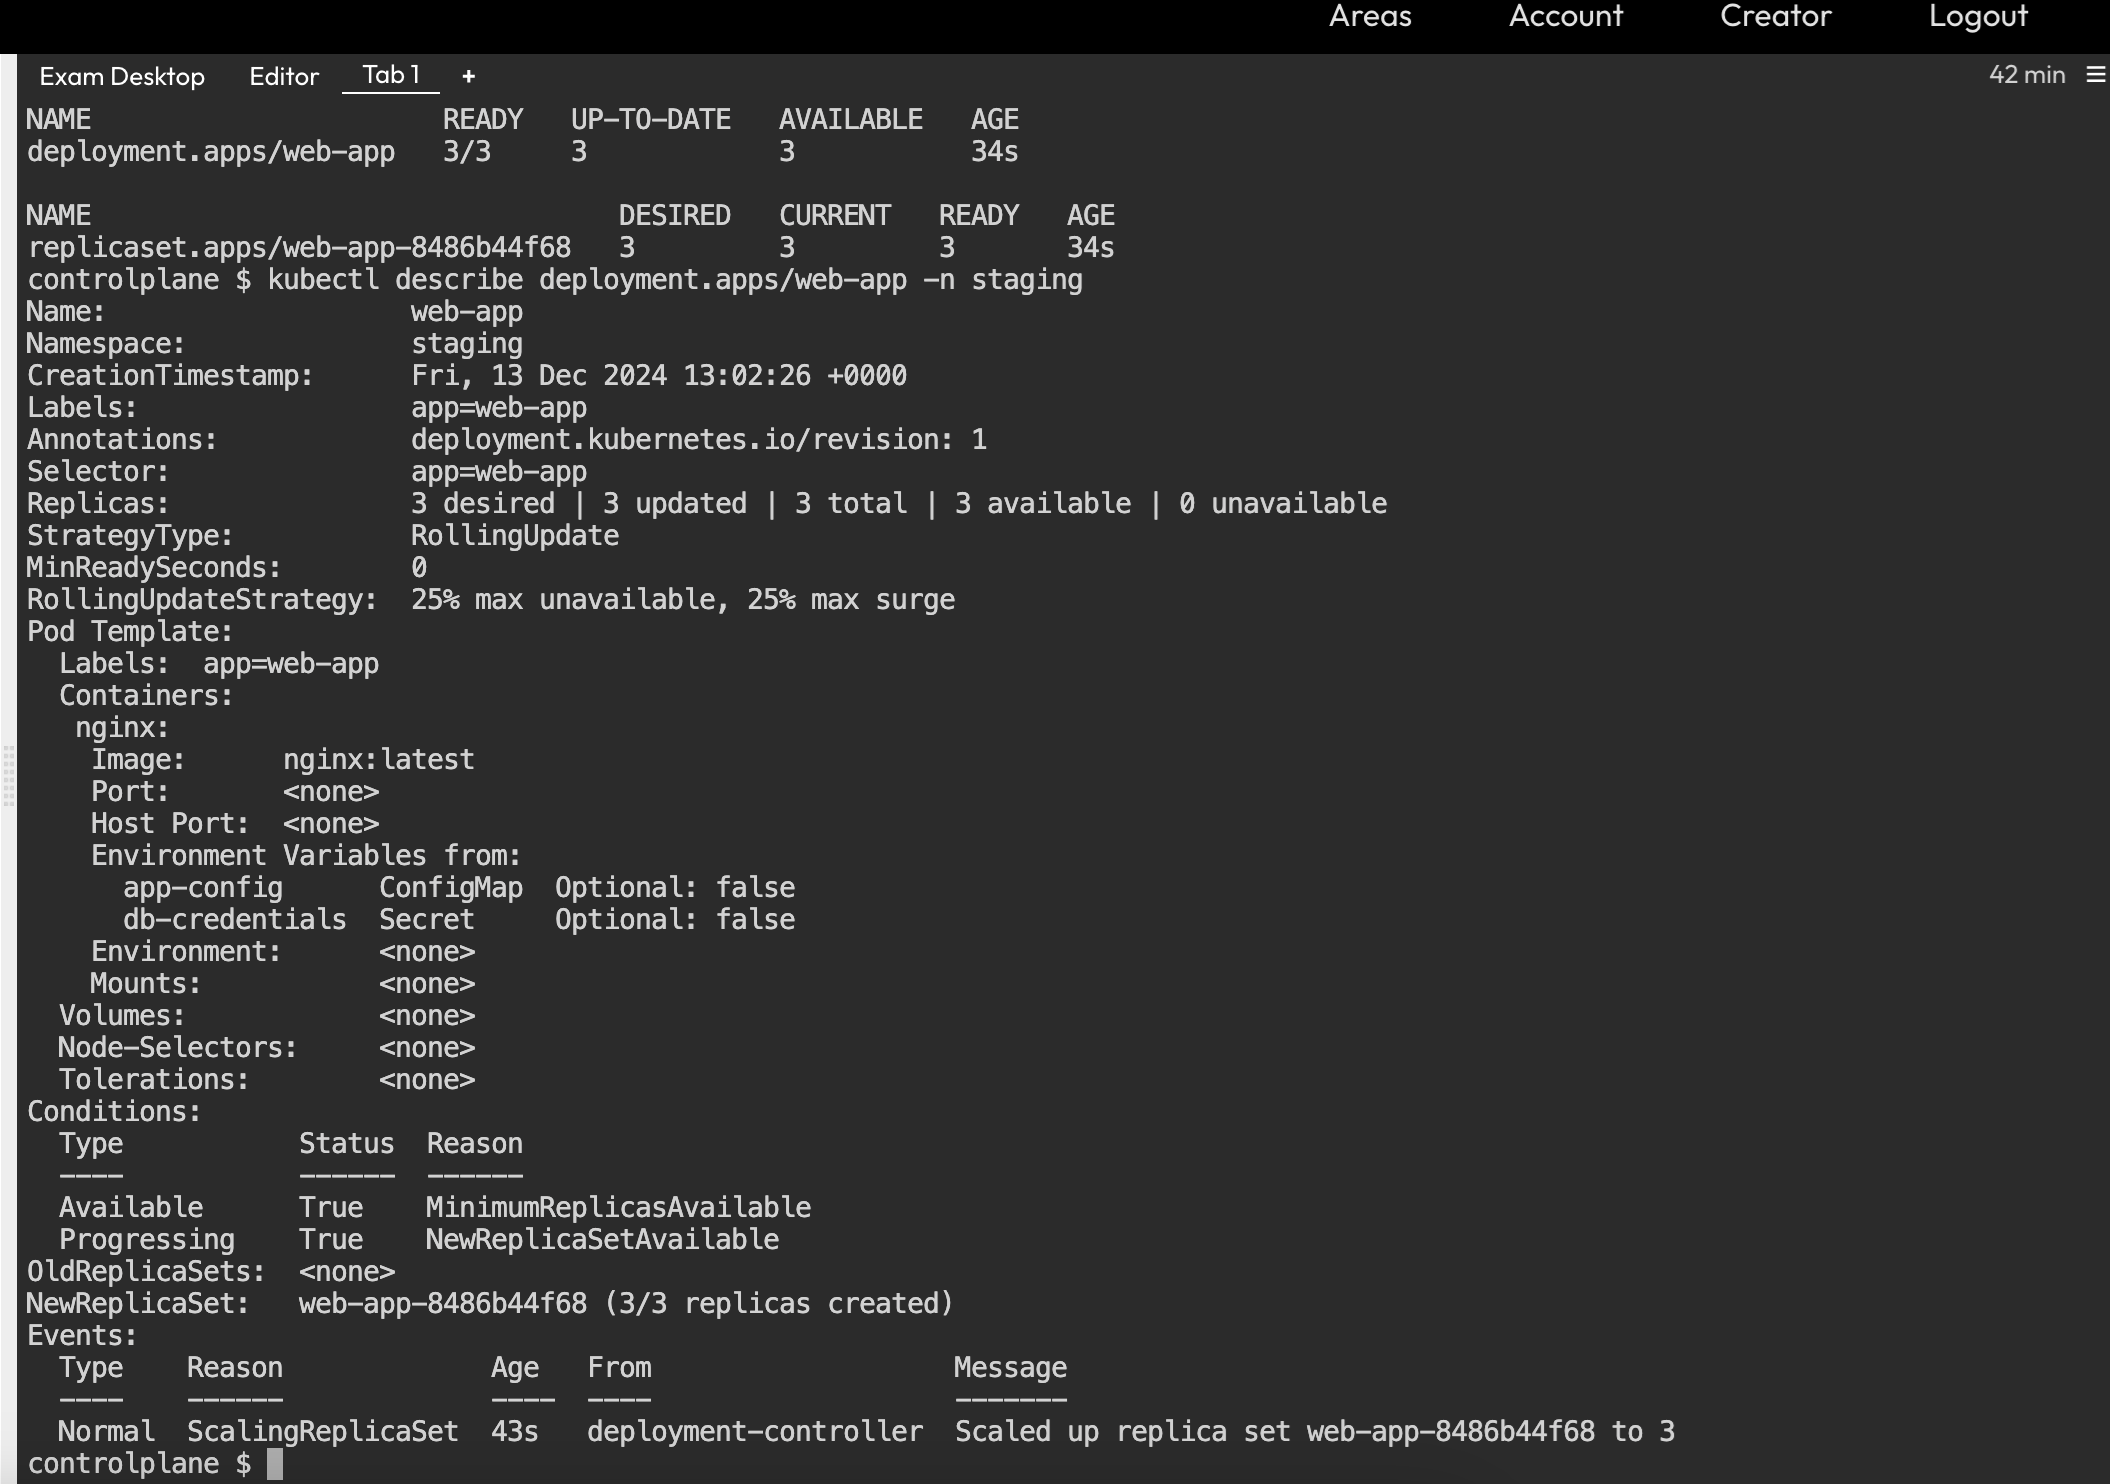 Areas Account Creator Logout
Exam Desktop Editor Tab 1 + 42 min
NAME READY UP-TO-DATE AVAILABLE AGE
deployment.apps/web-app 3/3 3 3 34s
NAME DESIRED CURRENT READY AGE
replicaset.apps/web-app-8486b44f68 3 3 3 34s
controlplane $ kubectl describe deployment.apps/web-app -n staging
Name: web-app
Namespace: staging
CreationTimestamp: Fri, 13 Dec 2024 13:02:26 +0000
Labels: app=web-app
Annotations: deployment.kubernetes.io/revision: 1
Selector: app=web-app
Replicas: 3 desired | 3 updated | 3 total | 3 available | 0 unavailable
StrategyType: RollingUpdate
MinReadySeconds: 0
RollingUpdateStrategy: 25% max unavailable, 25% max surge
Pod Template:
Labels: app=web-app
Containers:
nginx:
Image: nginx:latest
Port: <none>
Host Port: <none>
Environment Variables from:
app-config ConfigMap Optional: false
db-credentials Secret Optional: false
Environment: <none>
Mounts: <none>
Volumes: <none>
Node-Selectors: <none>
Tolerations: <none>
Conditions:
Type Status Reason
---- ------ ------
Available True MinimumReplicasAvailable
Progressing True NewReplicaSetAvailable
OldReplicaSets: <none>
NewReplicaSet: web-app-8486b44f68 (3/3 replicas created)
Events:
Type Reason Age From Message
---- ------ ---- ---- -------
Normal ScalingReplicaSet 43s deployment-controller Scaled up replica set web-app-8486b44f68 to 3
controlplane $